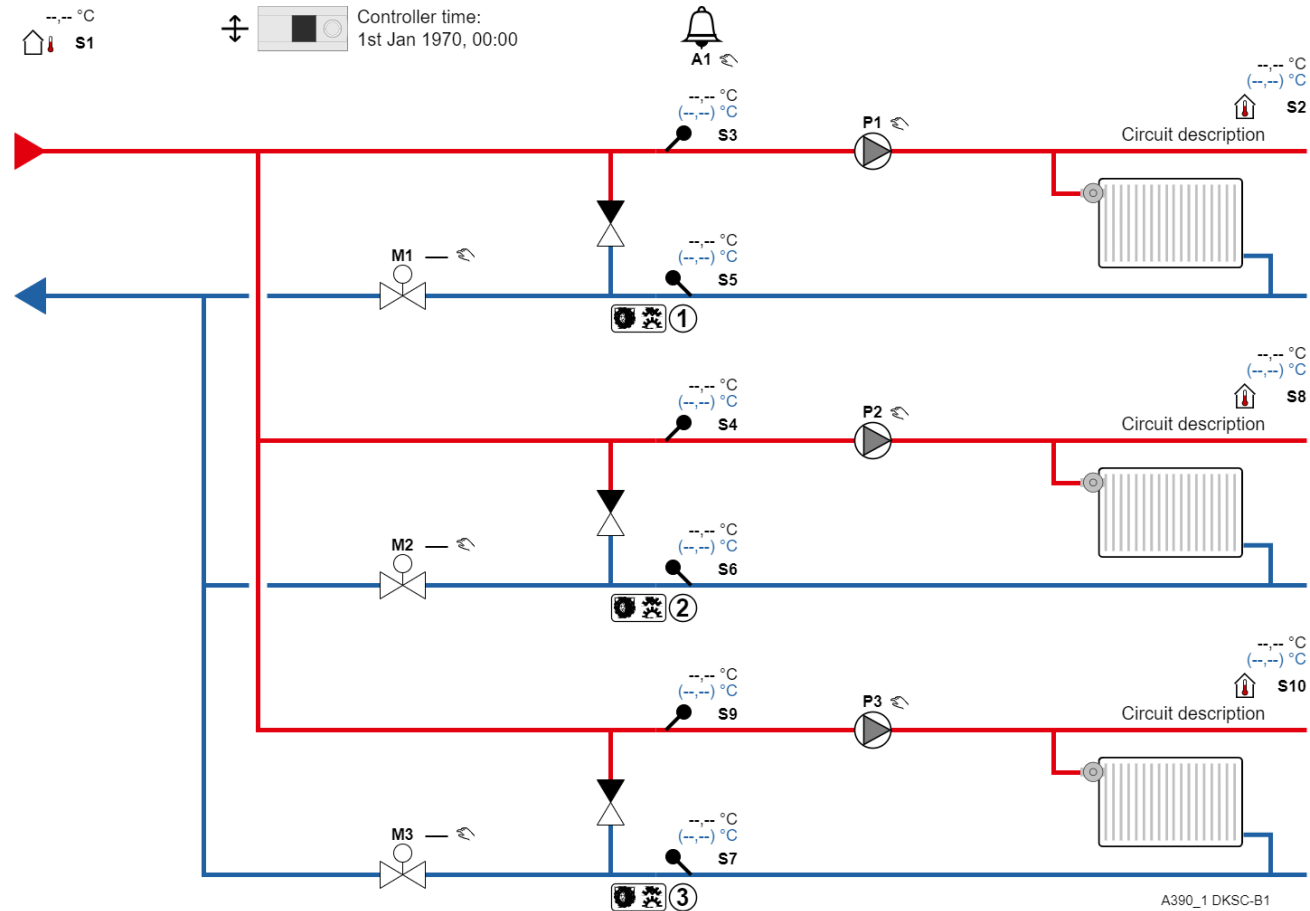 --,-- °C
S1
Controller time:
1st Jan 1970, 00:00
A1
--,-- °C
(--,--) °C
S2
--,-- °C
(--,--) °C
S3
P1
Circuit description
M1
--,-- °C
(--,--) °C
S5
1
--,-- °C
(--,--) °C
S8
--,-- °C
(--,--) °C
S4
P2
Circuit description
M2
--,-- °C
(--,--) °C
S6
2
--,-- °C
(--,--) °C
S10
--,-- °C
(--,--) °C
S9
P3
Circuit description
M3
--,-- °C
(--,--) °C
S7
3
A390_1 DKSC-B1